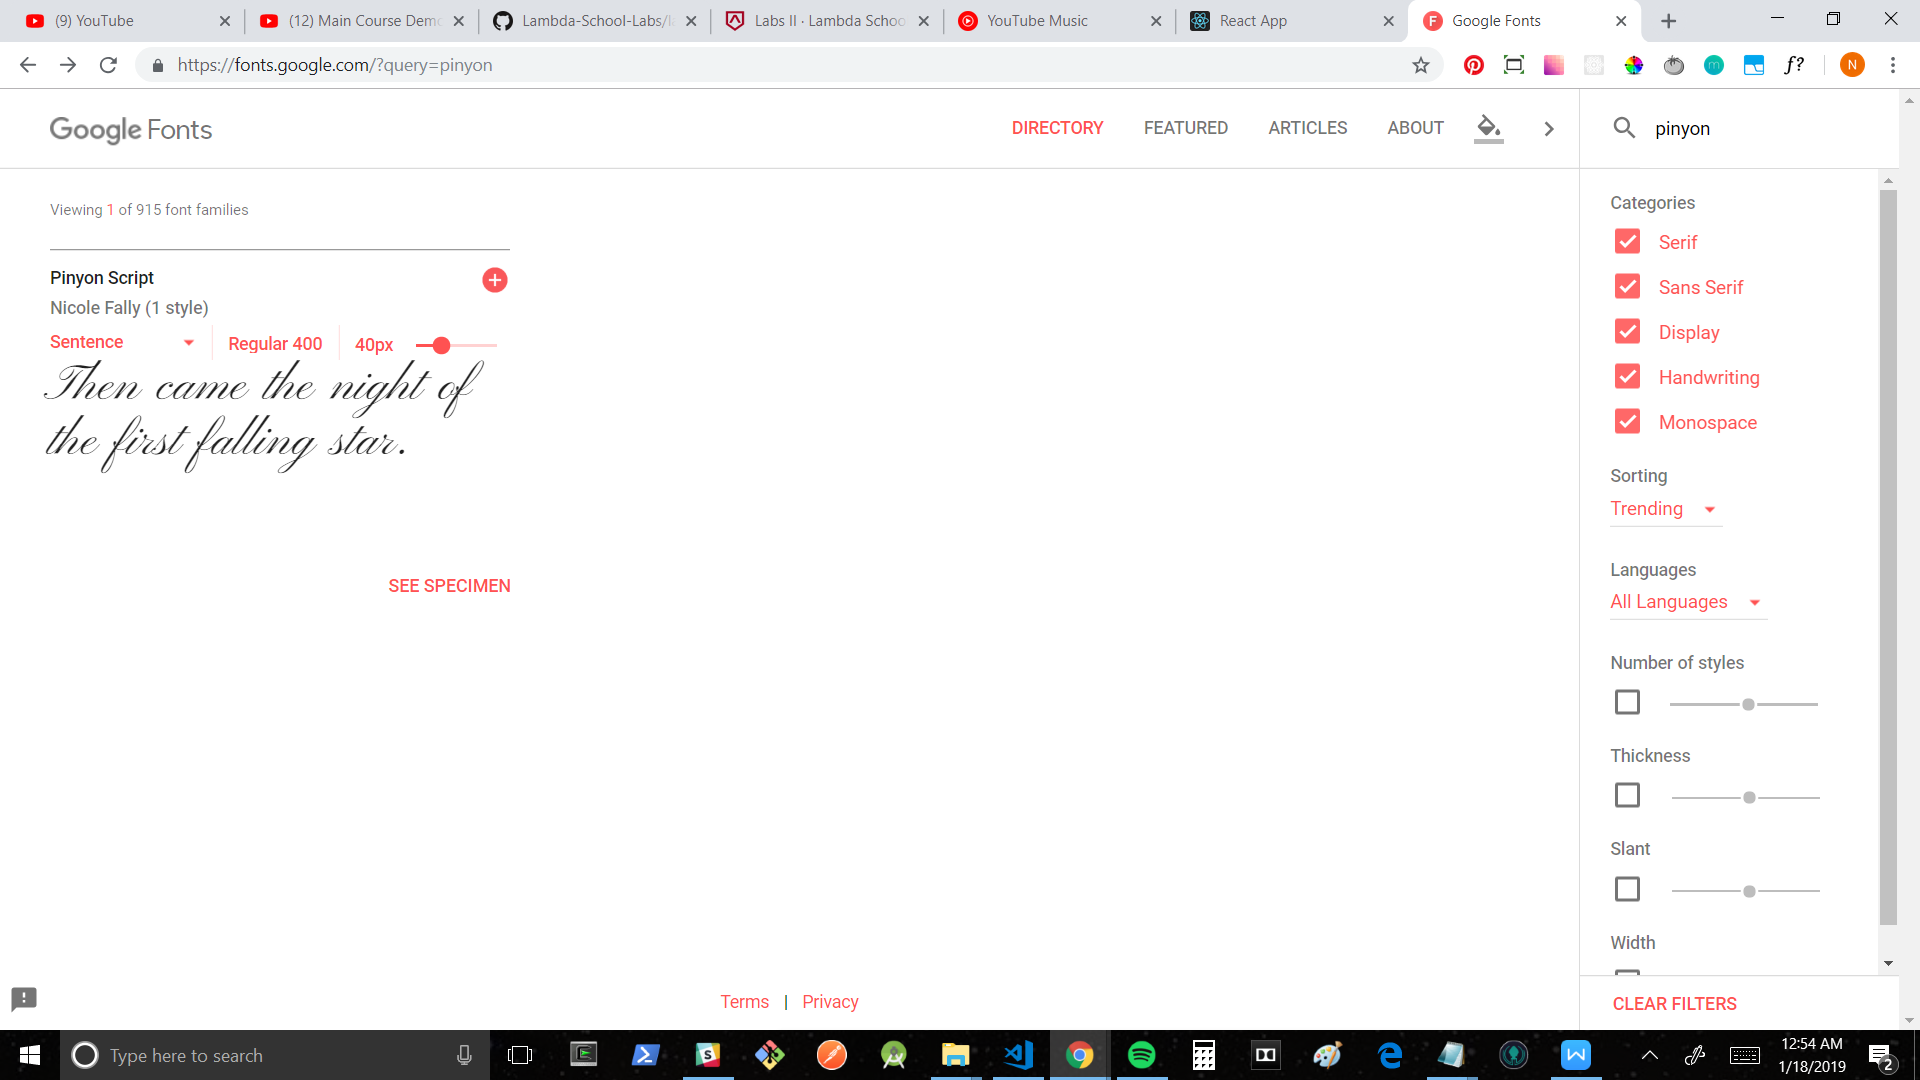 (9) YouTube
(12) Main Course Demo
Lambda-School-Labs/la
Labs II · Lambda Schoo
YouTube Music
React App
Google Fonts
https://fonts.google.com/?query=pinyon
f?
N
Google Fonts
DIRECTORY
FEATURED
ARTICLES
ABOUT
pinyon
Viewing 1 of 915 font families
Pinyon Script
Nicole Fally (1 style)
Sentence
Regular 400
40px
Then came the night of
the first falling star.
SEE SPECIMEN
Categories
Serif
Sans Serif
Display
Handwriting
Monospace
Sorting
Trending
Languages
All Languages
Number of styles
Thickness
Slant
Width
CLEAR FILTERS
Terms | Privacy
Type here to search
12:54 AM
1/18/2019
2